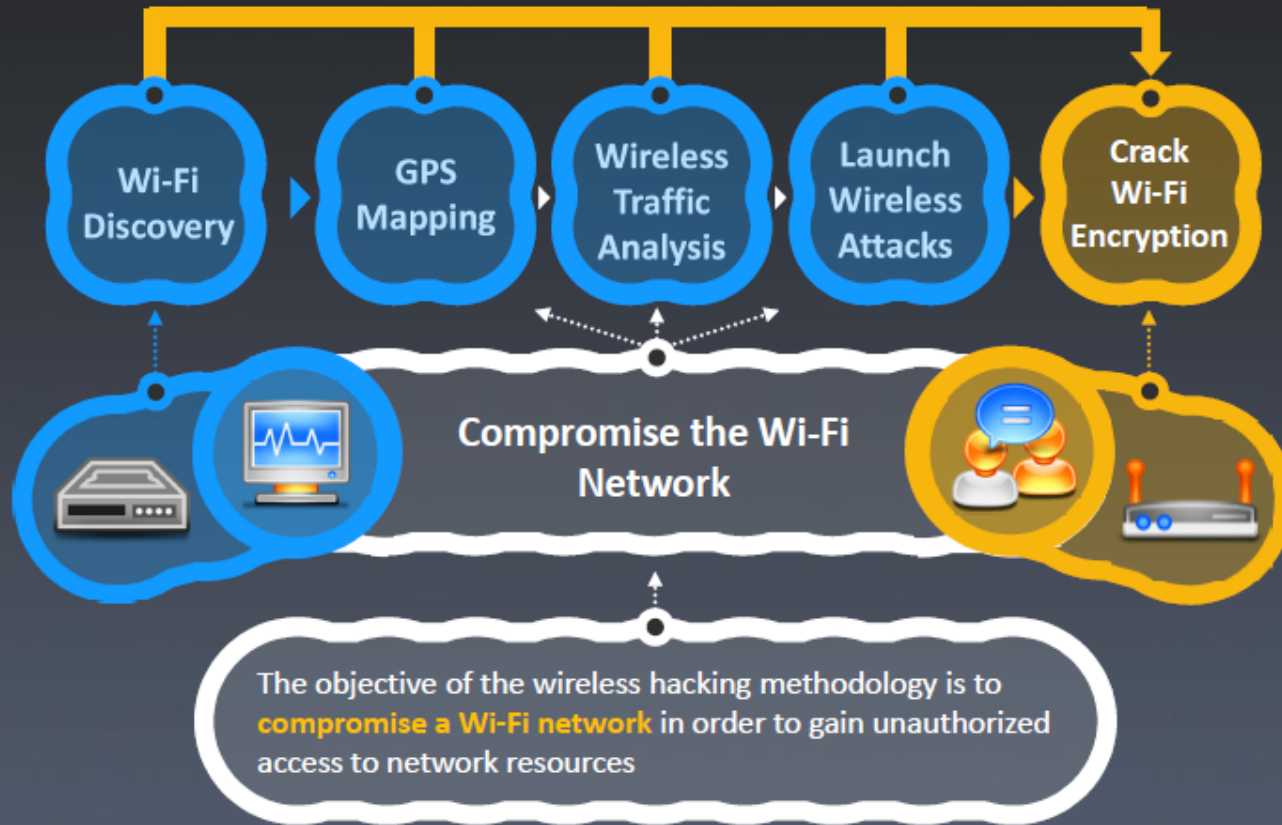 Wi-Fi
Discovery
GPS
Mapping
Wireless
Traffic
Analysis
Launch
Wireless
Attacks
Crack
Wi-Fi
Encryption
Compromise the Wi-Fi
Network
The objective of the wireless hacking methodology is to
compromise a Wi-Fi network in order to gain unauthorized
access to network resources